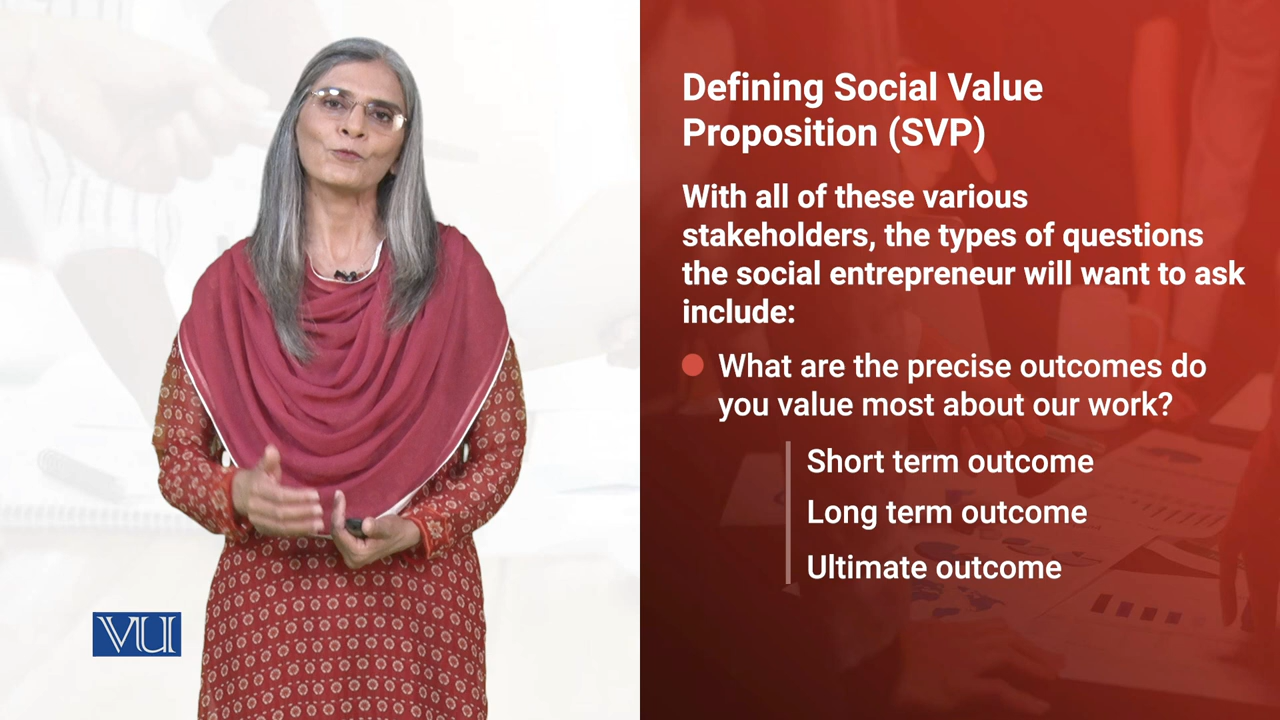 Defining Social Value
Proposition (SVP)
With all of these various
stakeholders, the types of questions
the social entrepreneur will want to ask
include:
What are the precise outcomes do
you value most about our work?
Short term outcome
Long term outcome
Ultimate outcome
VU